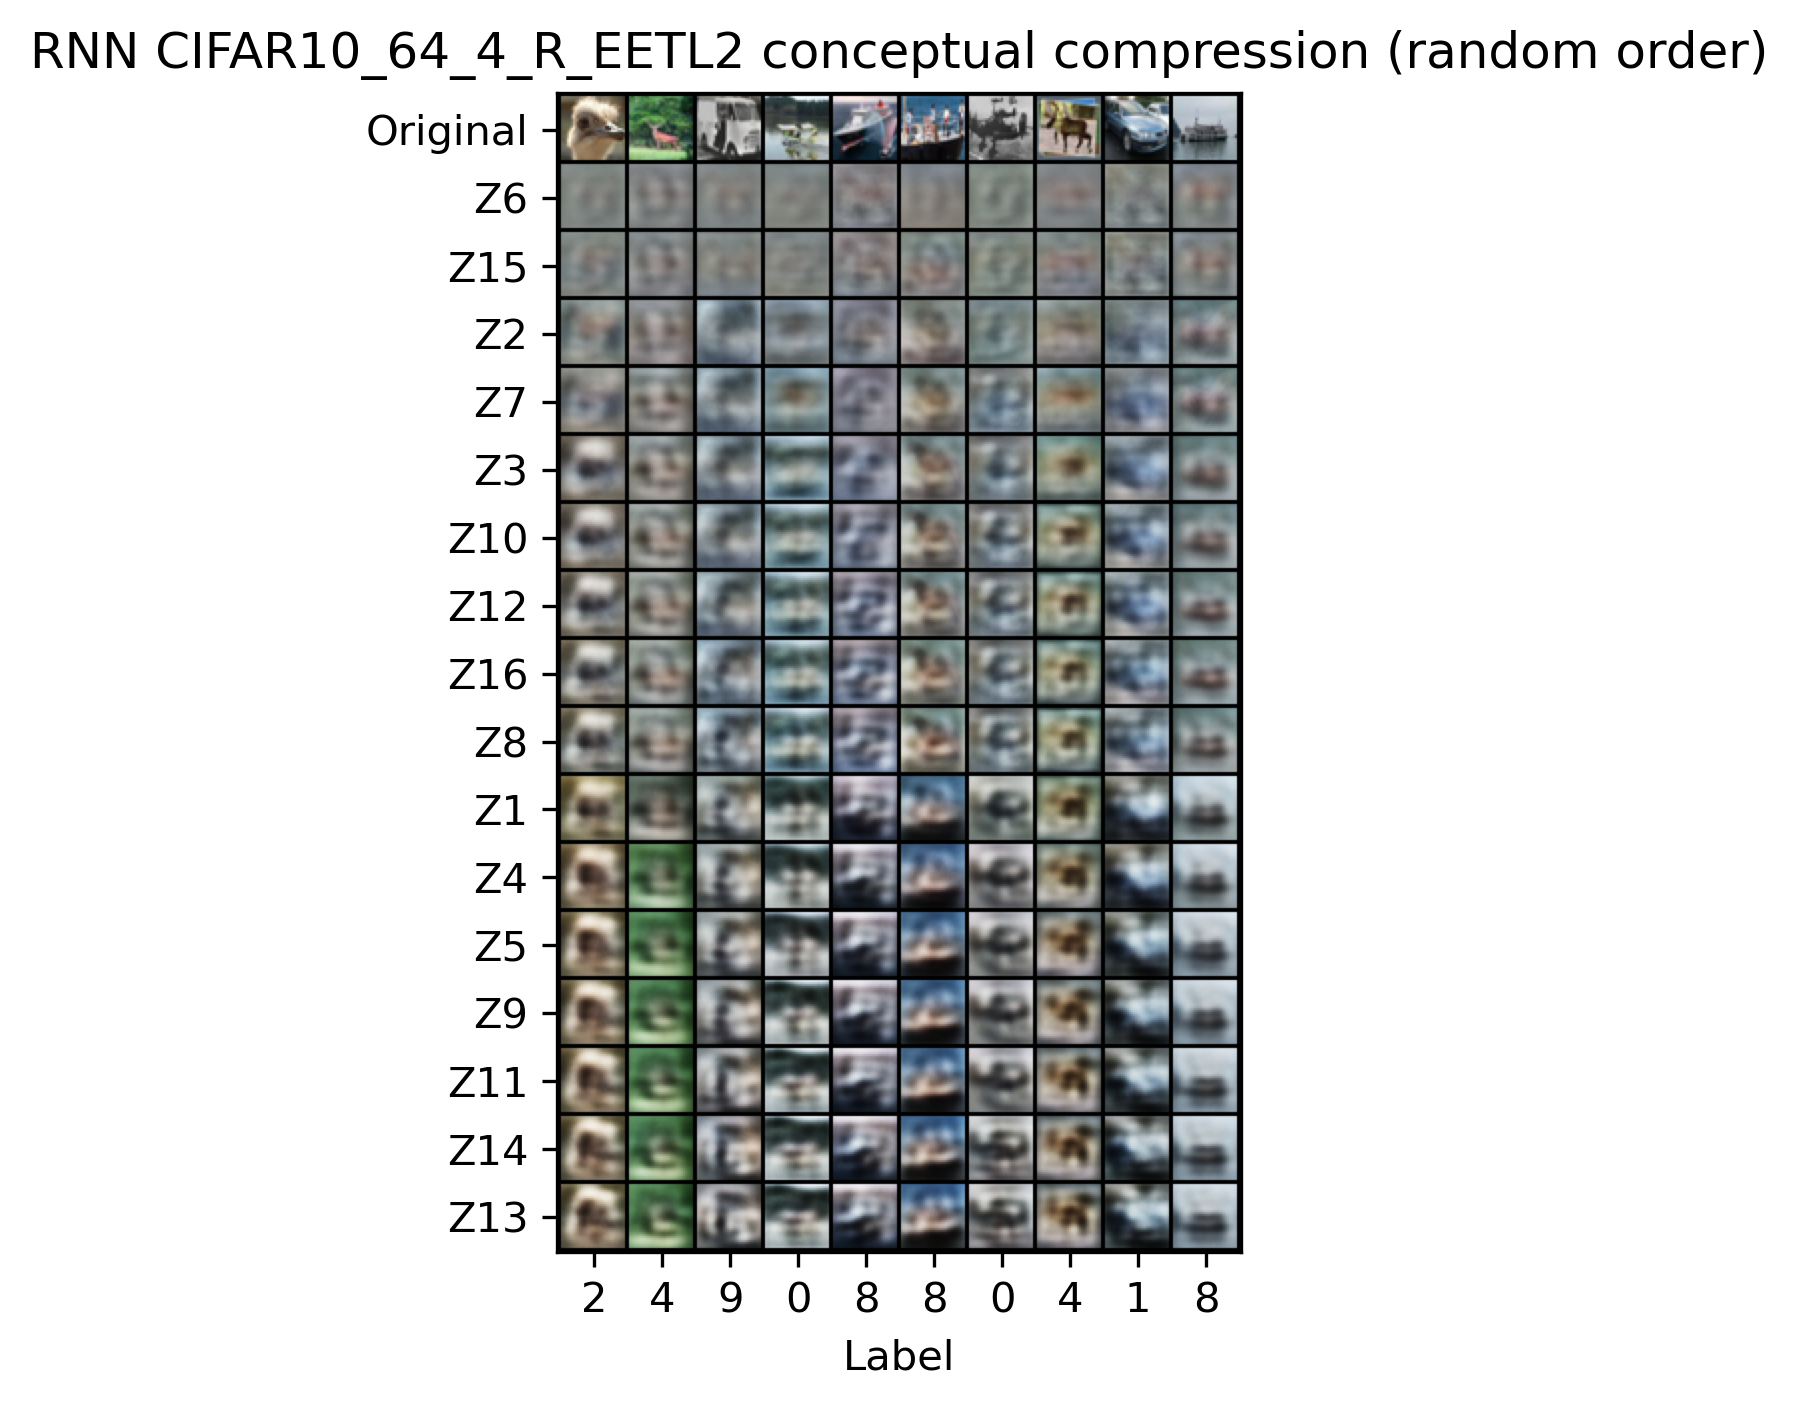 RNN CIFAR10_64_4_R_EETL2 conceptual compression (random order)
Original
Z6
Z15
Z2
Z7
Z3
Z10
Z12
Z16
Z8
Z1
Z4
Z5
Z9
Z11
Z14
Z13
2 4 9 0 8 8 0 4 1 8
Label